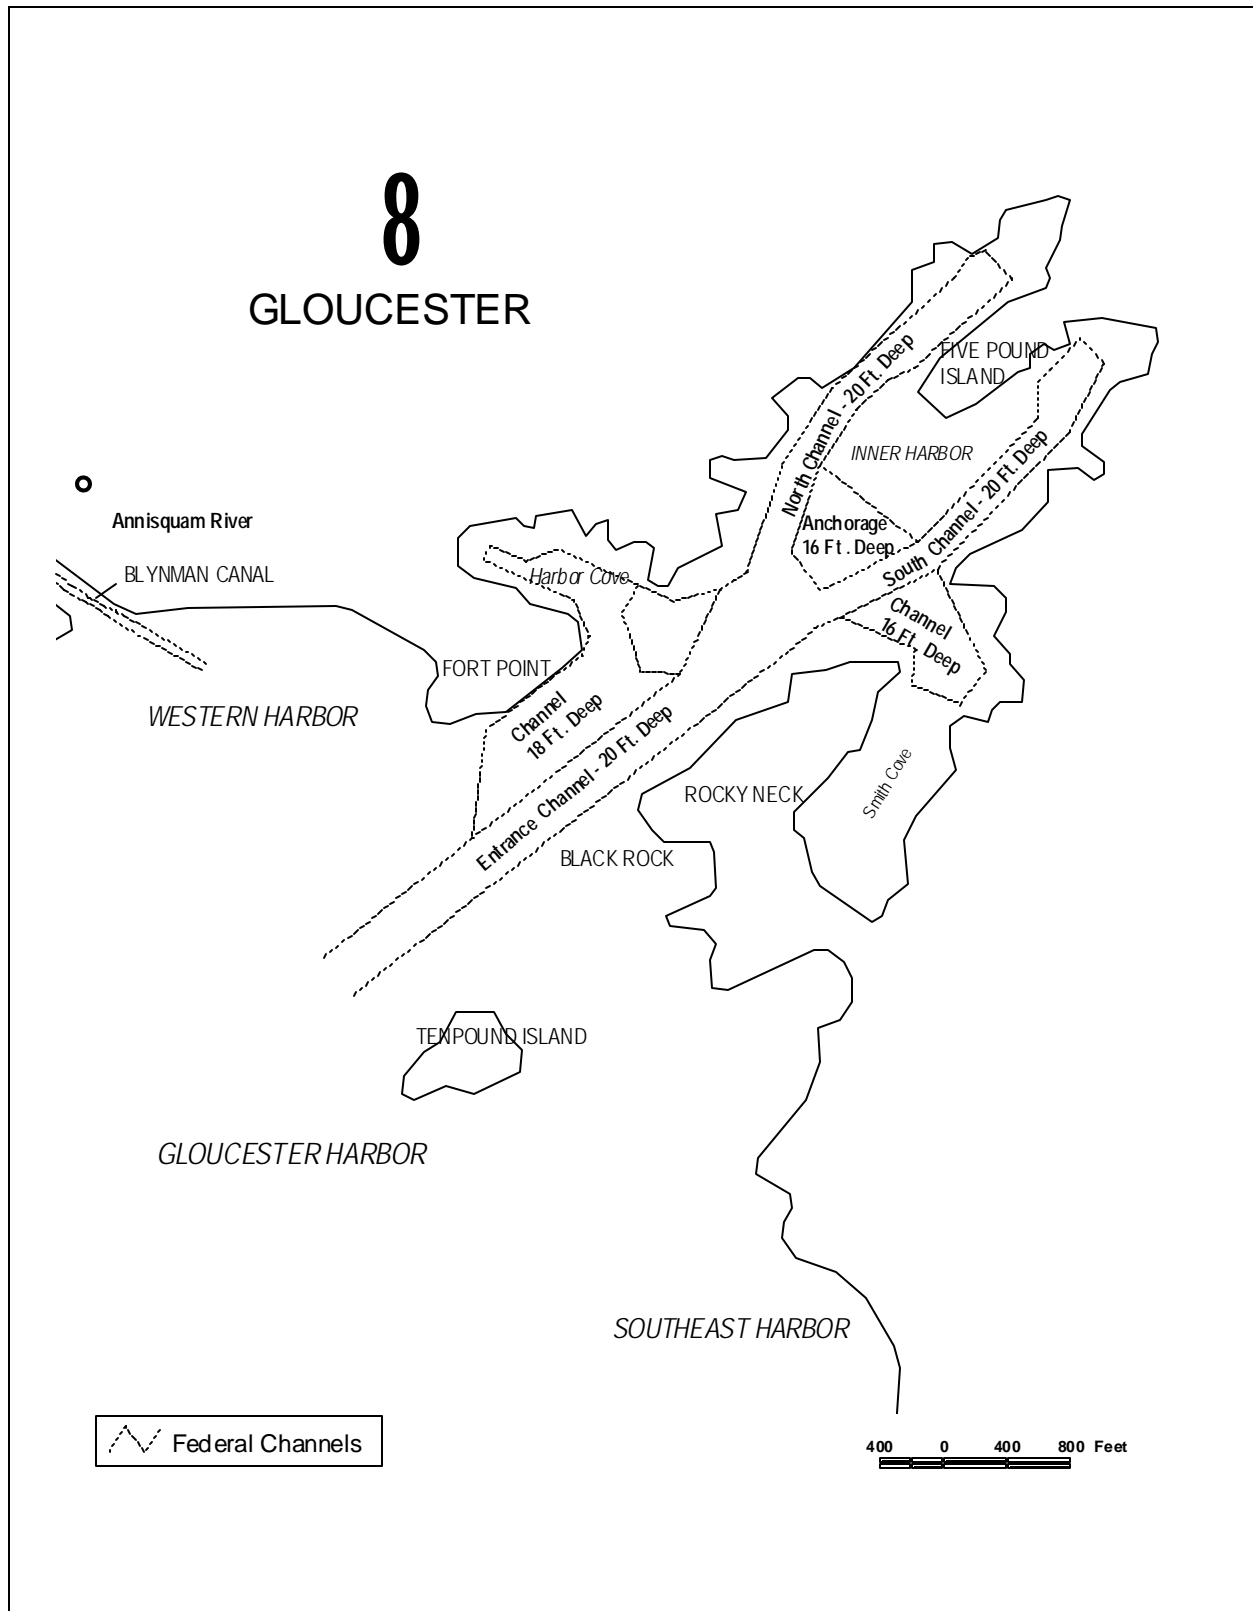 8
GLOUCESTER
FIVE POUND
ISLAND
North Channel - 20 Ft. Deep
INNER HARBOR
South Channel - 20 Ft. Deep
Anchorage
16 Ft. Deep
Annisquam River
BLYNMAN CANAL
Harbor Cove
Channel
16 Ft. Deep
FORT POINT
WESTERN HARBOR
Channel
18 Ft. Deep
Entrance Channel - 20 Ft. Deep
ROCKY NECK
Smith Cove
BLACK ROCK
TENPOUND ISLAND
GLOUCESTER HARBOR
SOUTHEAST HARBOR
Federal Channels
400 0 400 800 Feet